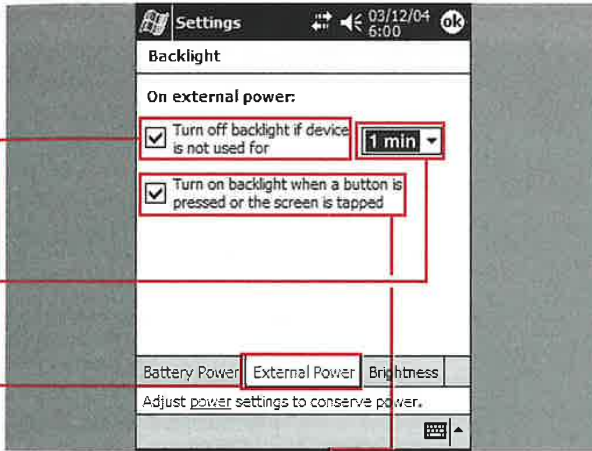 Settings 03/12/04
6:00 ok
Backlight
On external power:
Turn off backlight if device
is not used for
1 min
Turn on backlight when a button is
pressed or the screen is tapped
Battery Power External Power Brightness
Adjust power settings to conserve power.